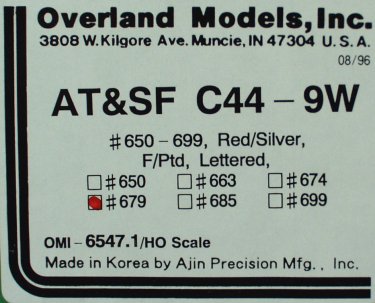 Overland Models, Inc.
3808 W. Kilgore Ave. Muncie, IN 47304 U. S. A.
08/96
AT&SF C44 - 9W
#650 - 699, Red/Silver,
F/Ptd, Lettered,
#650 #663 #674
#679 #685 #699
OMI - 6547.1/HO Scale
Made in Korea by Ajin Precision Mfg. , Inc.